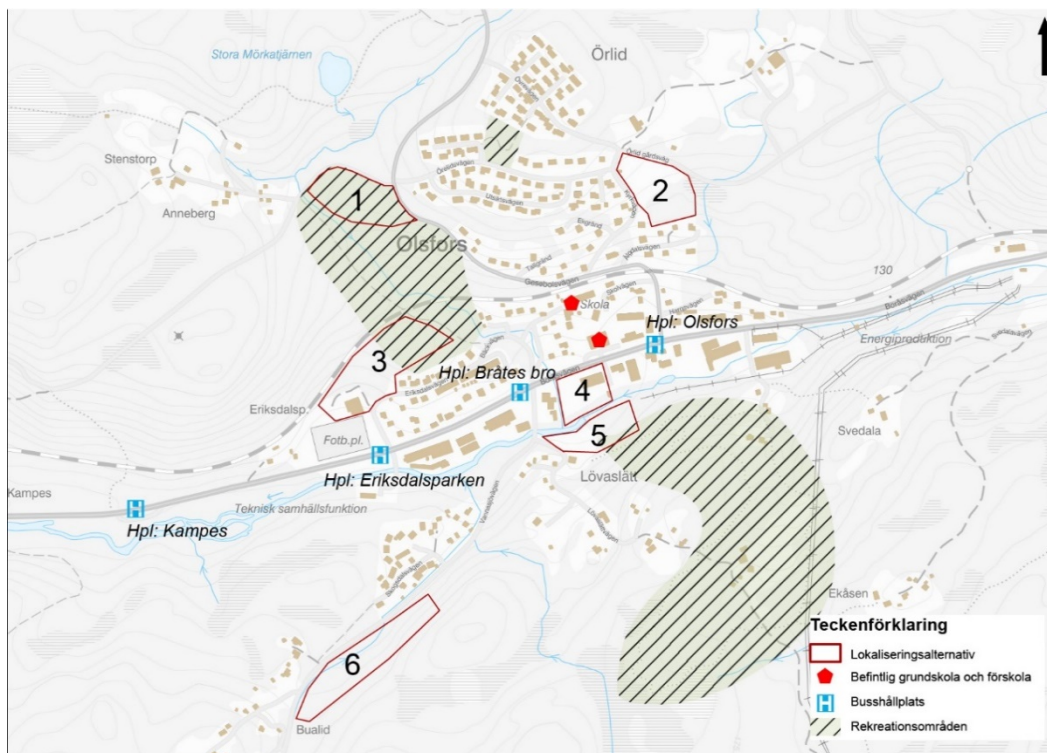 Stora Mörkatjärnen
Örlid
Stenstorp
Anneberg
1
2
Olsfors
130
Skola
Hpl: Olsfors
Energiproduktion
3
Hpl: Bråtes bro
4
Eriksdalsp.
Fotb.pl.
5
Svedala
Lövaslätt
Hpl: Eriksdalsparken
Kampes
Teknisk samhällsfunktion
Hpl: Kampes
Ekåsen
6
Bualid
Teckenförklaring
Lokaliseringsalternativ
Befintlig grundskola och förskola
H Busshållplats
Rekreationsområden